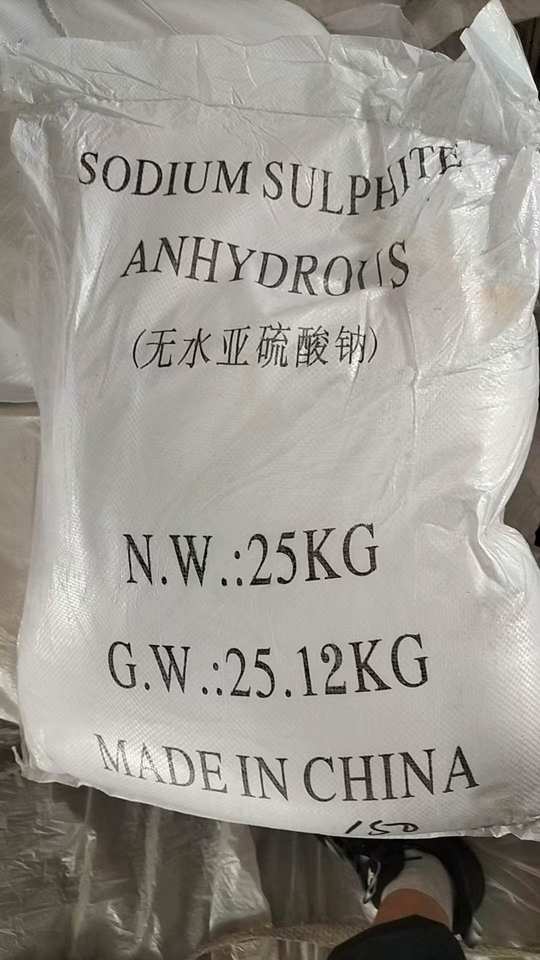 SODIUM SULPHITE
ANHYDROUS
(无水亚硫酸钠)
N.W.:25KG
G.W.:25.12KG
MADE IN CHINA
150